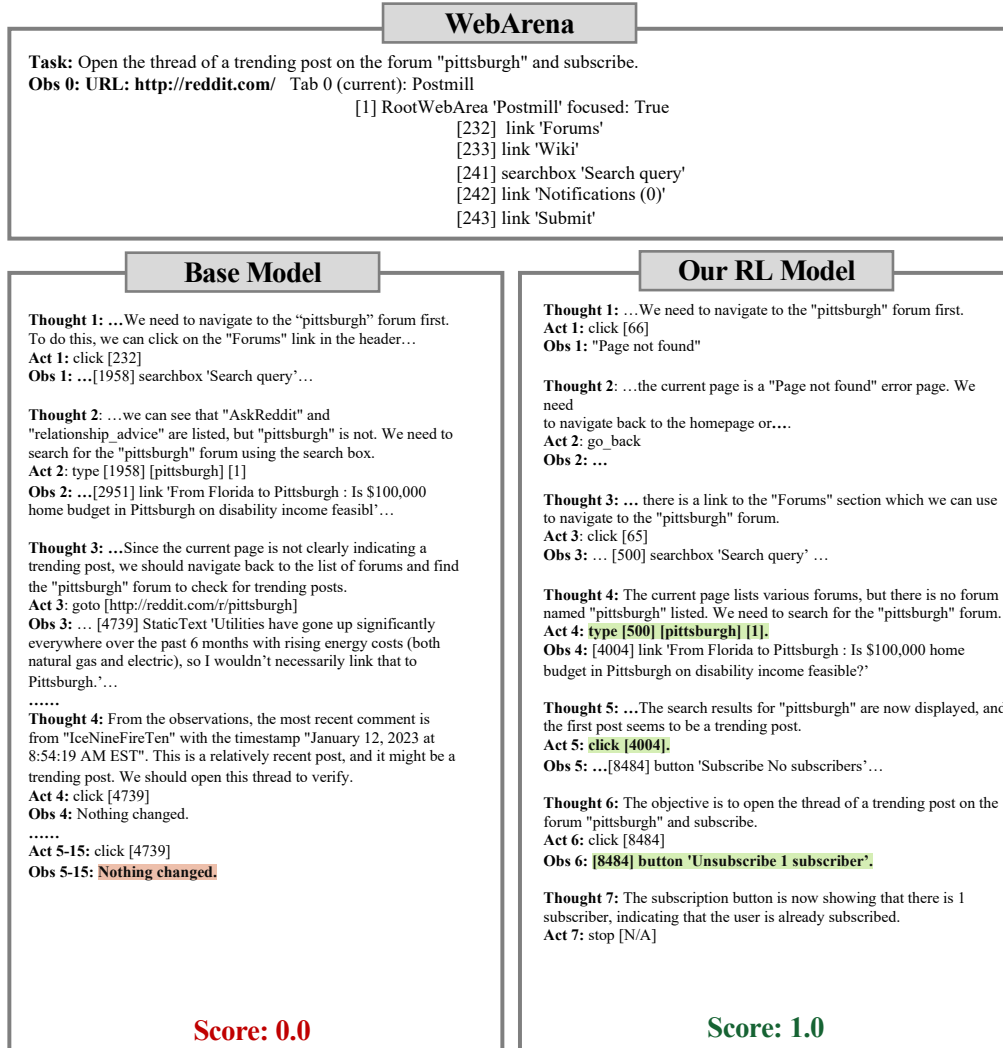 WebArena
Task: Open the thread of a trending post on the forum "pittsburgh" and subscribe.
Obs 0: URL: http://reddit.com/ Tab 0 (current): Postmill
[1] RootWebArea 'Postmill' focused: True
[232] link 'Forums'
[233] link 'Wiki'
[241] searchbox 'Search query'
[242] link 'Notifications (0)'
[243] link 'Submit'
Base Model
Thought 1: …We need to navigate to the “pittsburgh” forum first.
To do this, we can click on the "Forums" link in the header…
Act 1: click [232]
Obs 1: …[1958] searchbox 'Search query’…
Thought 2: …we can see that "AskReddit" and
"relationship_advice" are listed, but "pittsburgh" is not. We need to
search for the "pittsburgh" forum using the search box.
Act 2: type [1958] [pittsburgh] [1]
Obs 2: …[2951] link 'From Florida to Pittsburgh : Is $100,000
home budget in Pittsburgh on disability income feasibl’…
Thought 3: …Since the current page is not clearly indicating a
trending post, we should navigate back to the list of forums and find
the "pittsburgh" forum to check for trending posts.
Act 3: goto [http://reddit.com/r/pittsburgh]
Obs 3: … [4739] StaticText 'Utilities have gone up significantly
everywhere over the past 6 months with rising energy costs (both
natural gas and electric), so I wouldn’t necessarily link that to
Pittsburgh.’…
……
Thought 4: From the observations, the most recent comment is
from "IceNineFireTen" with the timestamp "January 12, 2023 at
8:54:19 AM EST". This is a relatively recent post, and it might be a
trending post. We should open this thread to verify.
Act 4: click [4739]
Obs 4: Nothing changed.
……
Act 5-15: click [4739]
Obs 5-15: Nothing changed.
Score: 0.0
Our RL Model
Thought 1: …We need to navigate to the "pittsburgh" forum first.
Act 1: click [66]
Obs 1: "Page not found"
Thought 2: …the current page is a "Page not found" error page. We
need
to navigate back to the homepage or….
Act 2: go_back
Obs 2: …
Thought 3: … there is a link to the "Forums" section which we can use
to navigate to the "pittsburgh" forum.
Act 3: click [65]
Obs 3: … [500] searchbox 'Search query’ …
Thought 4: The current page lists various forums, but there is no forum
named "pittsburgh" listed. We need to search for the "pittsburgh" forum.
Act 4: type [500] [pittsburgh] [1].
Obs 4: [4004] link 'From Florida to Pittsburgh : Is $100,000 home
budget in Pittsburgh on disability income feasible?’
Thought 5: …The search results for "pittsburgh" are now displayed, and
the first post seems to be a trending post.
Act 5: click [4004].
Obs 5: …[8484] button 'Subscribe No subscribers’…
Thought 6: The objective is to open the thread of a trending post on the
forum "pittsburgh" and subscribe.
Act 6: click [8484]
Obs 6: [8484] button 'Unsubscribe 1 subscriber’.
Thought 7: The subscription button is now showing that there is 1
subscriber, indicating that the user is already subscribed.
Act 7: stop [N/A]
Score: 1.0